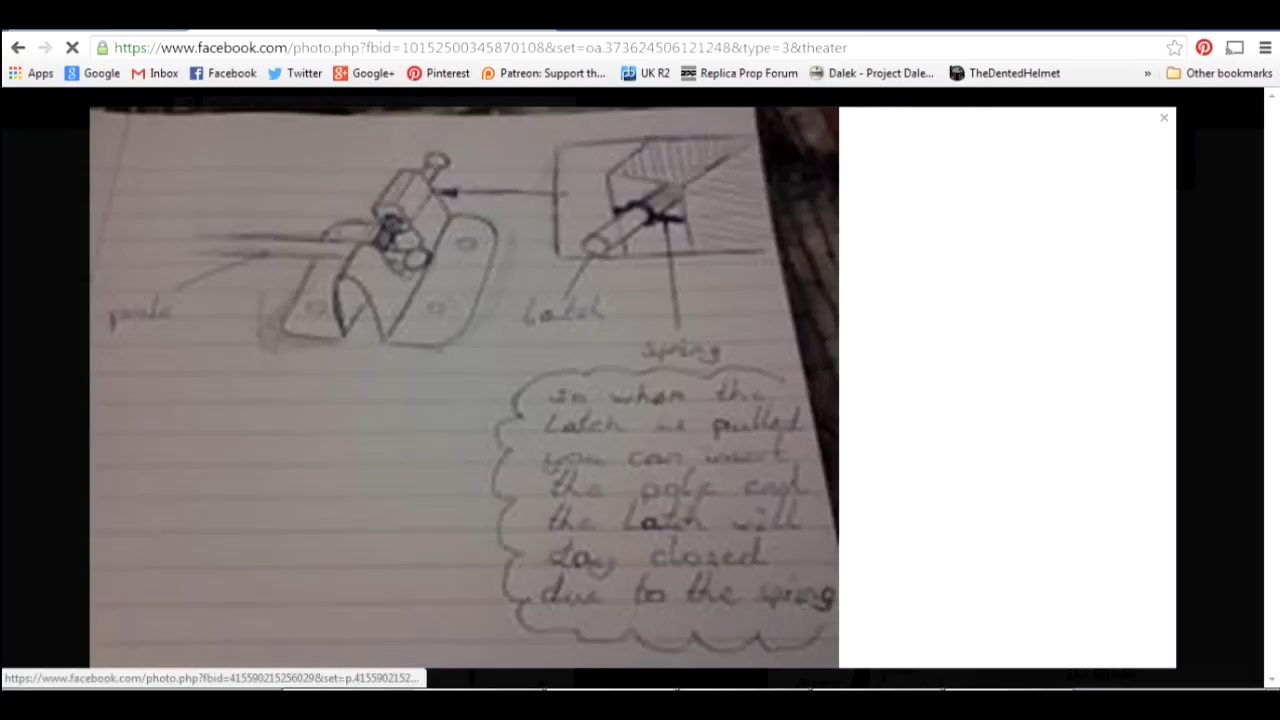 https://www.facebook.com/photo.php?fbid=10152500345870108&set=oa.373624506121248&type=3&theater
Apps Google Inbox Facebook Twitter Google+ Pinterest Patreon: Support th... UK R2 Replica Prop Forum Dalek - Project Dale... TheDentedHelmet » Other bookmarks
pole
Latch
spring
so when the
Latch is pulled
you can insert
the pole and
the Latch will
stay closed
due to the spring
https://www.facebook.com/photo.php?fbid=415590215256029&set=p.4155902152...